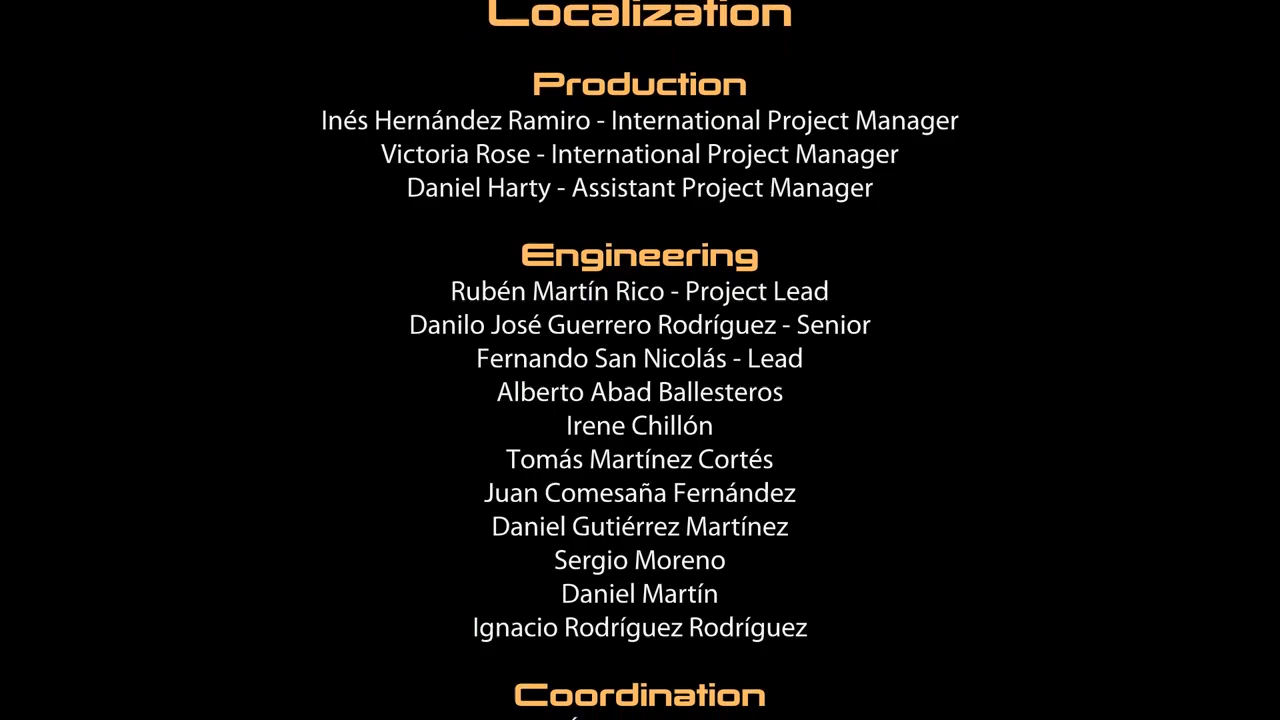 Localization
Production
Inés Hernández Ramiro - International Project Manager
Victoria Rose - International Project Manager
Daniel Harty - Assistant Project Manager
Engineering
Rubén Martín Rico - Project Lead
Danilo José Guerrero Rodríguez - Senior
Fernando San Nicolás - Lead
Alberto Abad Ballesteros
Irene Chillón
Tomás Martínez Cortés
Juan Comesaña Fernández
Daniel Gutiérrez Martínez
Sergio Moreno
Daniel Martín
Ignacio Rodríguez Rodríguez
Coordination